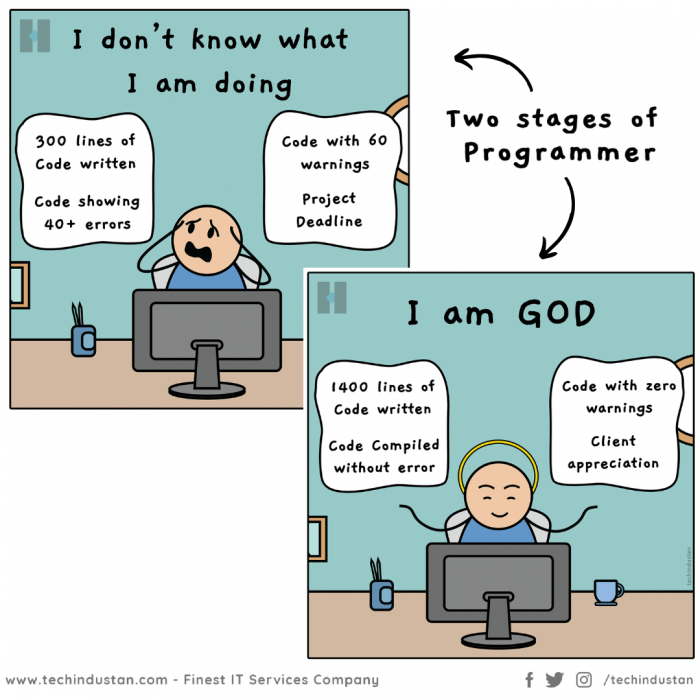 I don't know what
I am doing
300 lines of
Code written
Code showing
40+ errors
Code with 60
warnings
Project
Deadline
Two stages of
Programmer
I am GOD
1400 lines of
Code written
Code Compiled
without error
Code with zero
warnings
Client
appreciation
techindustan
www.techindustan.com - Finest IT Services Company
/techindustan